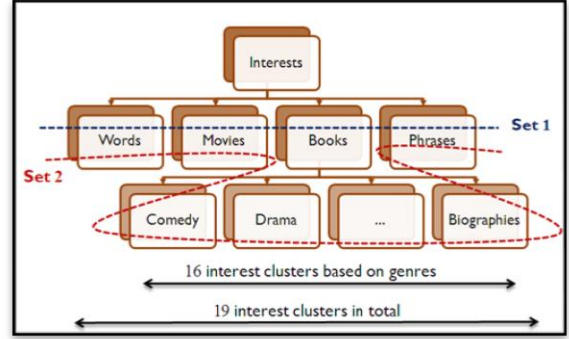 Interests
Words Movies Books Phrases
Set 1
Set 2
Comedy Drama ... Biographies
16 interest clusters based on genres
19 interest clusters in total